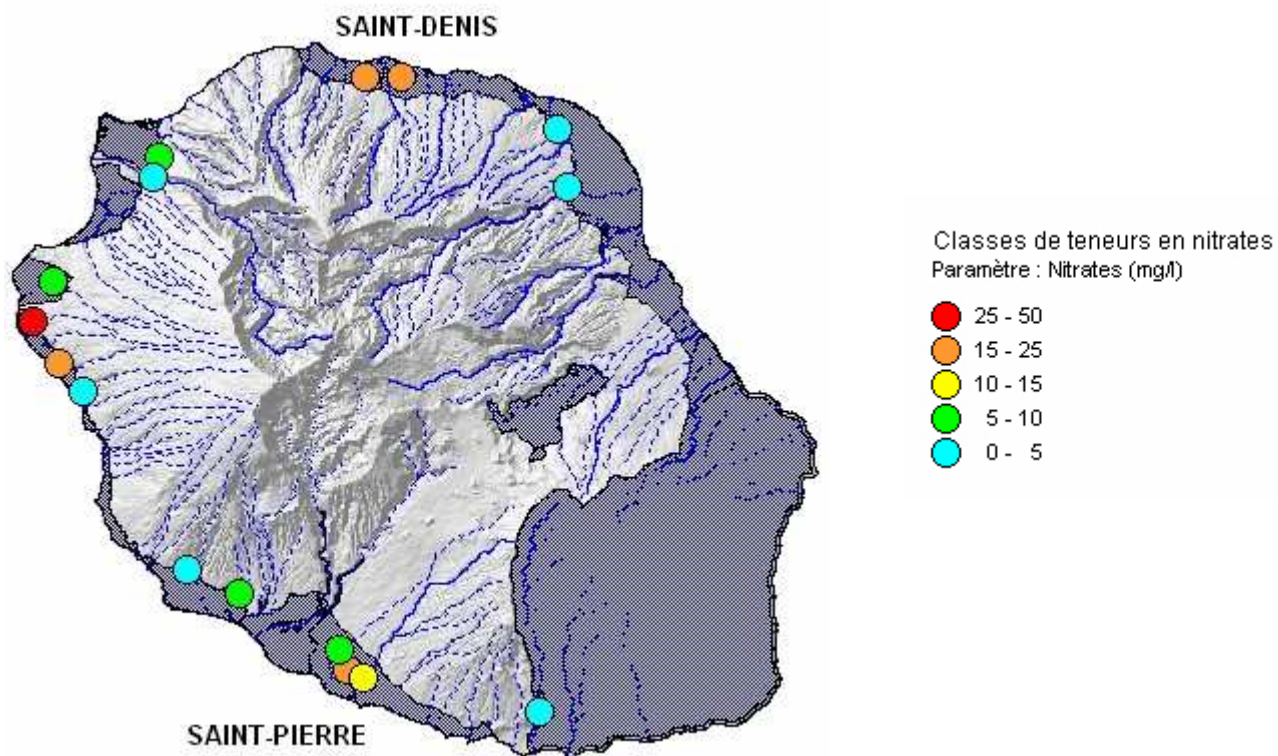 SAINT-DENIS
SAINT-PIERRE
Classes de teneurs en nitrates
Paramètre : Nitrates (mg/l)
25 - 50
15 - 25
10 - 15
5 - 10
0 - 5